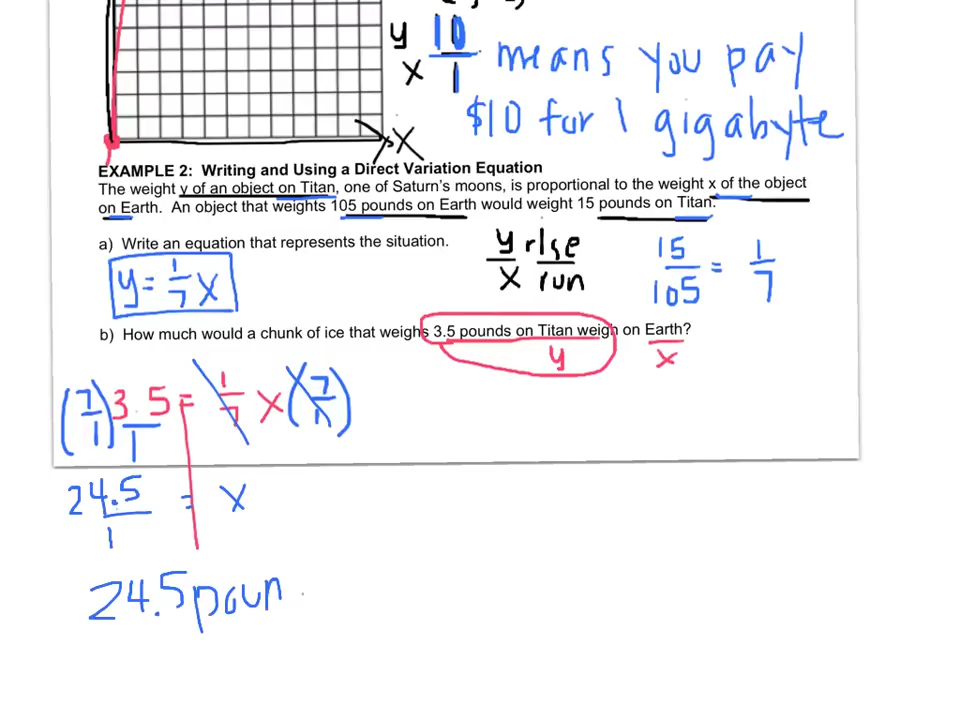 y 10 means you pay
x 1 $10 for 1 gigabyte
x
EXAMPLE 2: Writing and Using a Direct Variation Equation
The weight y of an object on Titan, one of Saturn's moons, is proportional to the weight x of the object
on Earth. An object that weights 105 pounds on Earth would weight 15 pounds on Titan.
a) Write an equation that represents the situation.
y rise 15 = 1
x run 105 7
y = 1/7 x
b) How much would a chunk of ice that weighs 3.5 pounds on Titan weigh on Earth?
y x
(7/1) 3.5/1 = 1/7 x (7/1)
24.5/1 = x
24.5 poun